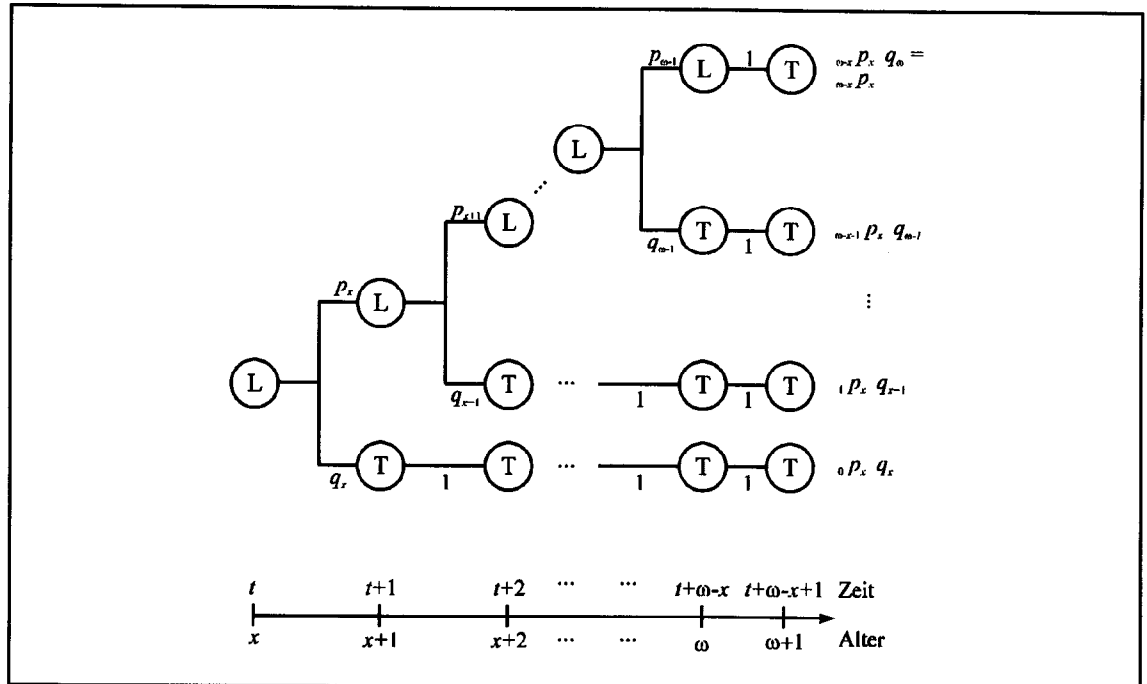 p_{ω-1} L 1 T _{ω-x}p_x q_ω =
_{ω-x}p_x
L
⋯
p_{x+1} L
q_{ω-1} T 1 T _{ω-x-1}p_x q_{ω-1}
p_x L
⋮
L
q_{x-1} T ⋯ 1 T 1 T _1p_x q_{x-1}
q_x T 1 T ⋯ 1 T 1 T _0p_x q_x
t t+1 t+2 ⋯ ⋯ t+ω-x t+ω-x+1 Zeit
x x+1 x+2 ⋯ ⋯ ω ω+1 Alter